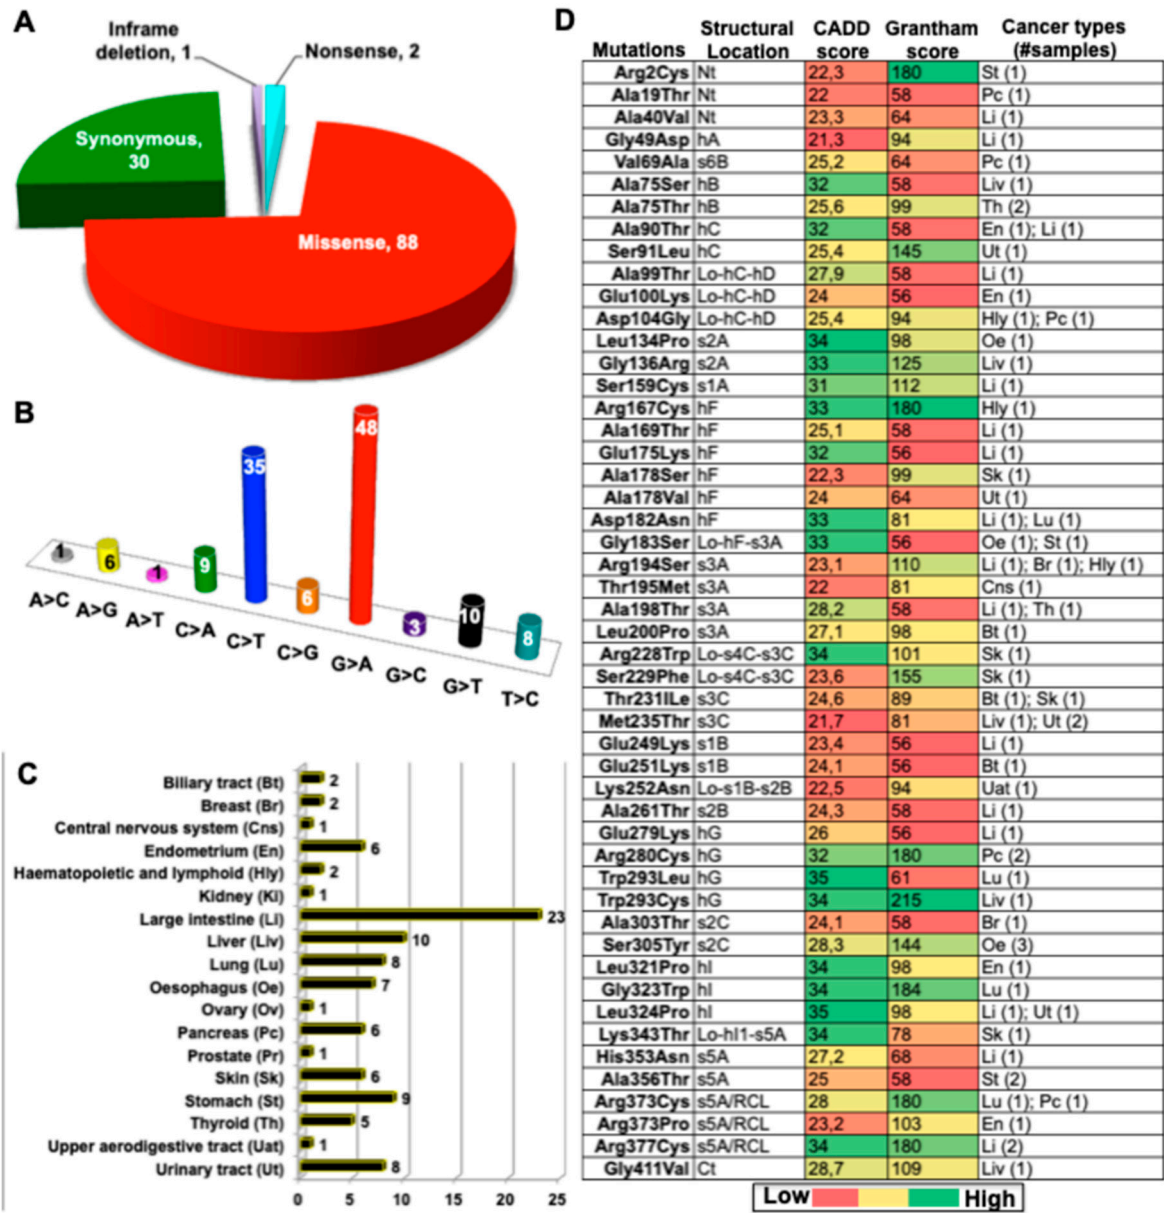 A
Inframe
deletion, 1
Nonsense, 2
Synonymous,
30
Missense, 88
B
1
6
1
9
35
6
48
3
10
8
A>C A>G A>T C>A C>T C>G G>A G>C G>T T>C
C
Biliary tract (Bt) 2
Breast (Br) 2
Central nervous system (Cns) 1
Endometrium (En) 6
Haematopoietic and lymphoid (Hly) 2
Kidney (Ki) 1
Large intestine (Li) 23
Liver (Liv) 10
Lung (Lu) 8
Oesophagus (Oe) 7
Ovary (Ov) 1
Pancreas (Pc) 6
Prostate (Pr) 1
Skin (Sk) 6
Stomach (St) 9
Thyroid (Th) 5
Upper aerodigestive tract (Uat) 1
Urinary tract (Ut) 8
0 5 10 15 20 25
D
Mutations Structural Location CADD score Grantham score Cancer types (#samples)
Arg2Cys Nt 22,3 180 St (1)
Ala19Thr Nt 22 58 Pc (1)
Ala40Val Nt 23,3 64 Li (1)
Gly49Asp hA 21,3 94 Li (1)
Val69Ala s6B 25,2 64 Pc (1)
Ala75Ser hB 32 58 Liv (1)
Ala75Thr hB 25,6 99 Th (2)
Ala90Thr hC 32 58 En (1); Li (1)
Ser91Leu hC 25,4 145 Ut (1)
Ala99Thr Lo-hC-hD 27,9 58 Li (1)
Glu100Lys Lo-hC-hD 24 56 En (1)
Asp104Gly Lo-hC-hD 25,4 94 Hly (1); Pc (1)
Leu134Pro s2A 34 98 Oe (1)
Gly136Arg s2A 33 125 Liv (1)
Ser159Cys s1A 31 112 Li (1)
Arg167Cys hF 33 180 Hly (1)
Ala169Thr hF 25,1 58 Li (1)
Glu175Lys hF 32 56 Li (1)
Ala178Ser hF 22,3 99 Sk (1)
Ala178Val hF 24 64 Ut (1)
Asp182Asn hF 33 81 Li (1); Lu (1)
Gly183Ser Lo-hF-s3A 33 56 Oe (1); St (1)
Arg194Ser s3A 23,1 110 Li (1); Br (1); Hly (1)
Thr195Met s3A 22 81 Cns (1)
Ala198Thr s3A 28,2 58 Li (1); Th (1)
Leu200Pro s3A 27,1 98 Bt (1)
Arg228Trp Lo-s4C-s3C 34 101 Sk (1)
Ser229Phe Lo-s4C-s3C 23,6 155 Sk (1)
Thr231ILe s3C 24,6 89 Bt (1); Sk (1)
Met235Thr s3C 21,7 81 Liv (1); Ut (2)
Glu249Lys s1B 23,4 56 Li (1)
Glu251Lys s1B 24,1 56 Bt (1)
Lys252Asn Lo-s1B-s2B 22,5 94 Uat (1)
Ala261Thr s2B 24,3 58 Li (1)
Glu279Lys hG 26 56 Li (1)
Arg280Cys hG 32 180 Pc (2)
Trp293Leu hG 35 61 Lu (1)
Trp293Cys hG 34 215 Liv (1)
Ala303Thr s2C 24,1 58 Br (1)
Ser305Tyr s2C 28,3 144 Oe (3)
Leu321Pro hI 34 98 En (1)
Gly323Trp hI 34 184 Lu (1)
Leu324Pro hI 35 98 Li (1); Ut (1)
Lys343Thr Lo-hI1-s5A 34 78 Sk (1)
His353Asn s5A 27,2 68 Li (1)
Ala356Thr s5A 25 58 St (2)
Arg373Cys s5A/RCL 28 180 Lu (1); Pc (1)
Arg373Pro s5A/RCL 23,2 103 En (1)
Arg377Cys s5A/RCL 34 180 Li (2)
Gly411Val Ct 28,7 109 Liv (1)
Low High